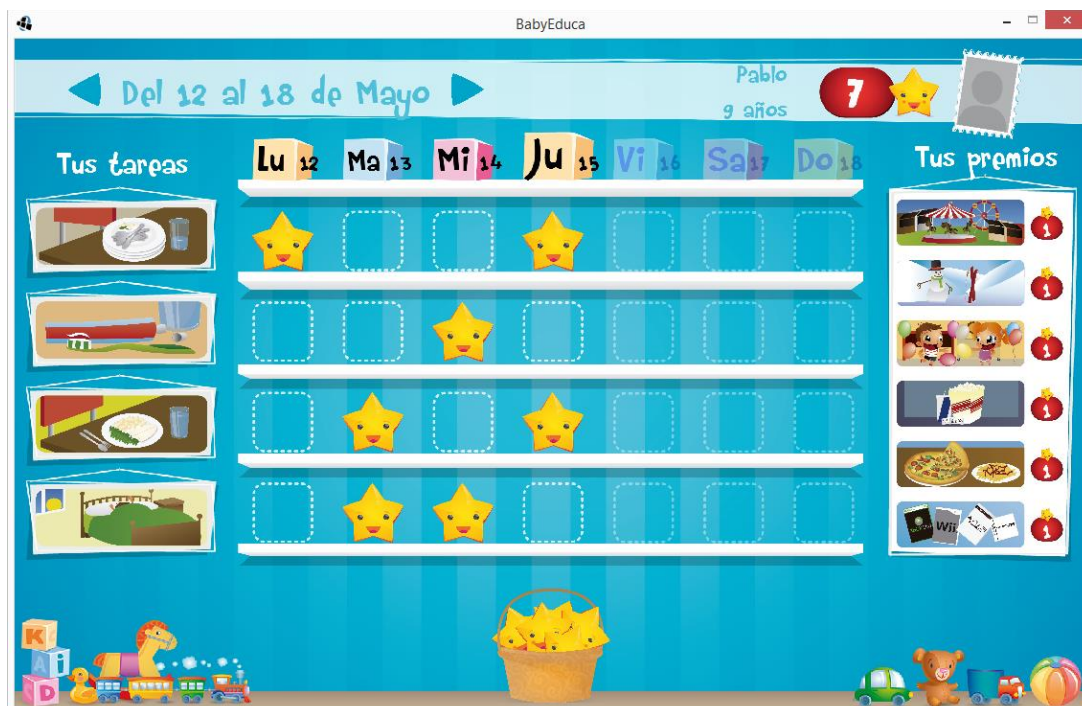 BabyEduca
Del 12 al 18 de Mayo
Pablo
9 años
7
Tus tareas
Lu 12
Ma 13
Mi 14
Ju 15
Vi 16
Sa 17
Do 18
Tus premios
1
1
1
1
1
Wii
1
K
A i
D